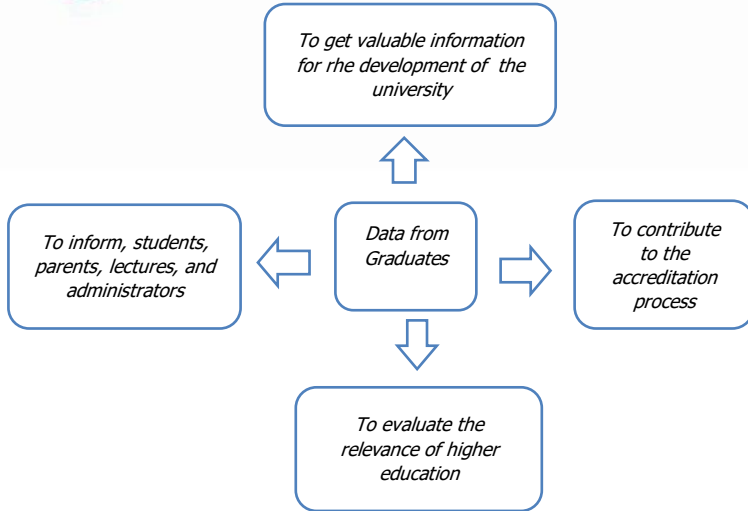 To get valuable information
for rhe development of the
university
To inform, students,
parents, lectures, and
administrators
Data from
Graduates
To contribute
to the
accreditation
process
To evaluate the
relevance of higher
education